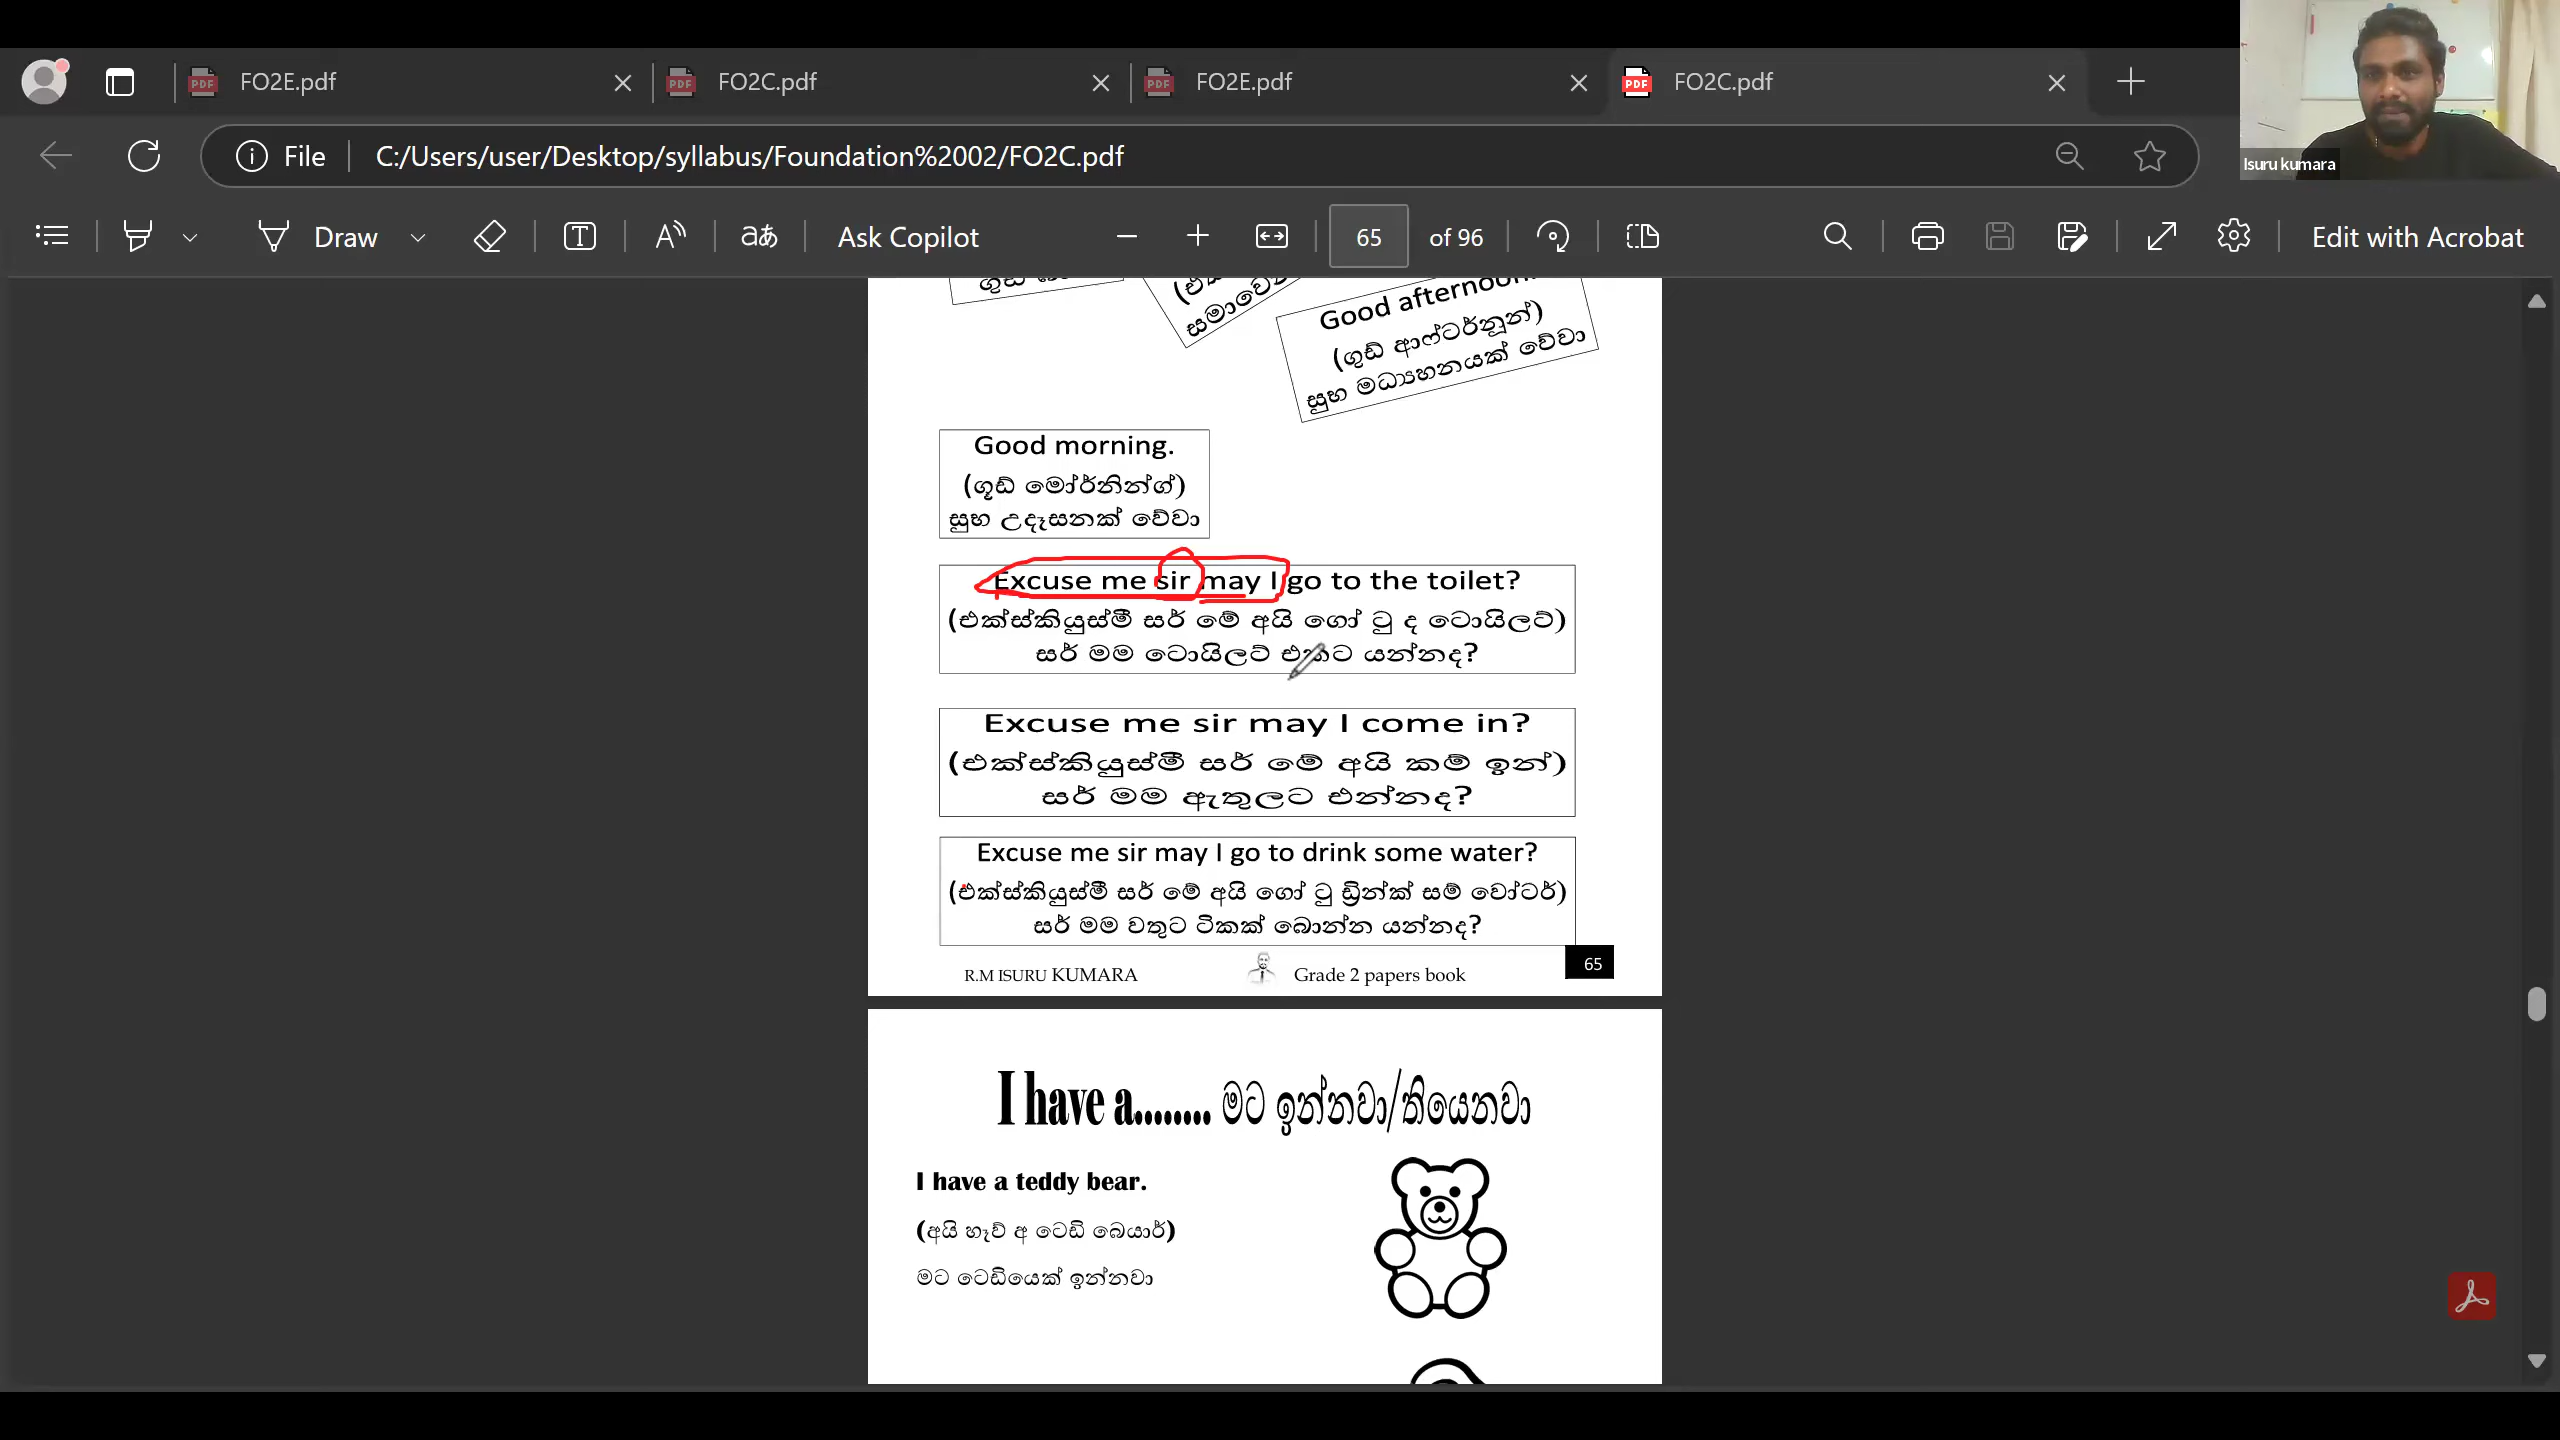 FO2E.pdf
FO2C.pdf
FO2E.pdf
FO2C.pdf
Isuru kumara
File
C:/Users/user/Desktop/syllabus/Foundation%2002/FO2C.pdf
Draw
Ask Copilot
65
of 96
Edit with Acrobat
Good afternoon.
(ගුඩ් ආෆ්ටර්නූන්)
සුභ මධ්‍යහනයක් වේවා
Good morning.
(ගුඩ් මෝර්නින්ග්)
සුභ උදෑසනක් වේවා
Excuse me sir may I go to the toilet?
(එක්ස්කියුස්මී සර් මේ අයි ගෝ ටු ද ටොයිලට්)
සර් මම ටොයිලට් එකට යන්නද?
Excuse me sir may I come in?
(එක්ස්කියුස්මී සර් මේ අයි කම් ඉන්)
සර් මම ඇතුලට එන්නද?
Excuse me sir may I go to drink some water?
(එක්ස්කියුස්මී සර් මේ අයි ගෝ ටු ඩ්‍රින්ක් සම් වෝටර්)
සර් මම වතුට ටිකක් බොන්න යන්නද?
R.M ISURU KUMARA
Grade 2 papers book
65
I have a........ මට ඉන්නවා/තියෙනවා
I have a teddy bear.
(අයි හැව් අ ටෙඩි බෙයාර්)
මට ටෙඩියෙක් ඉන්නවා